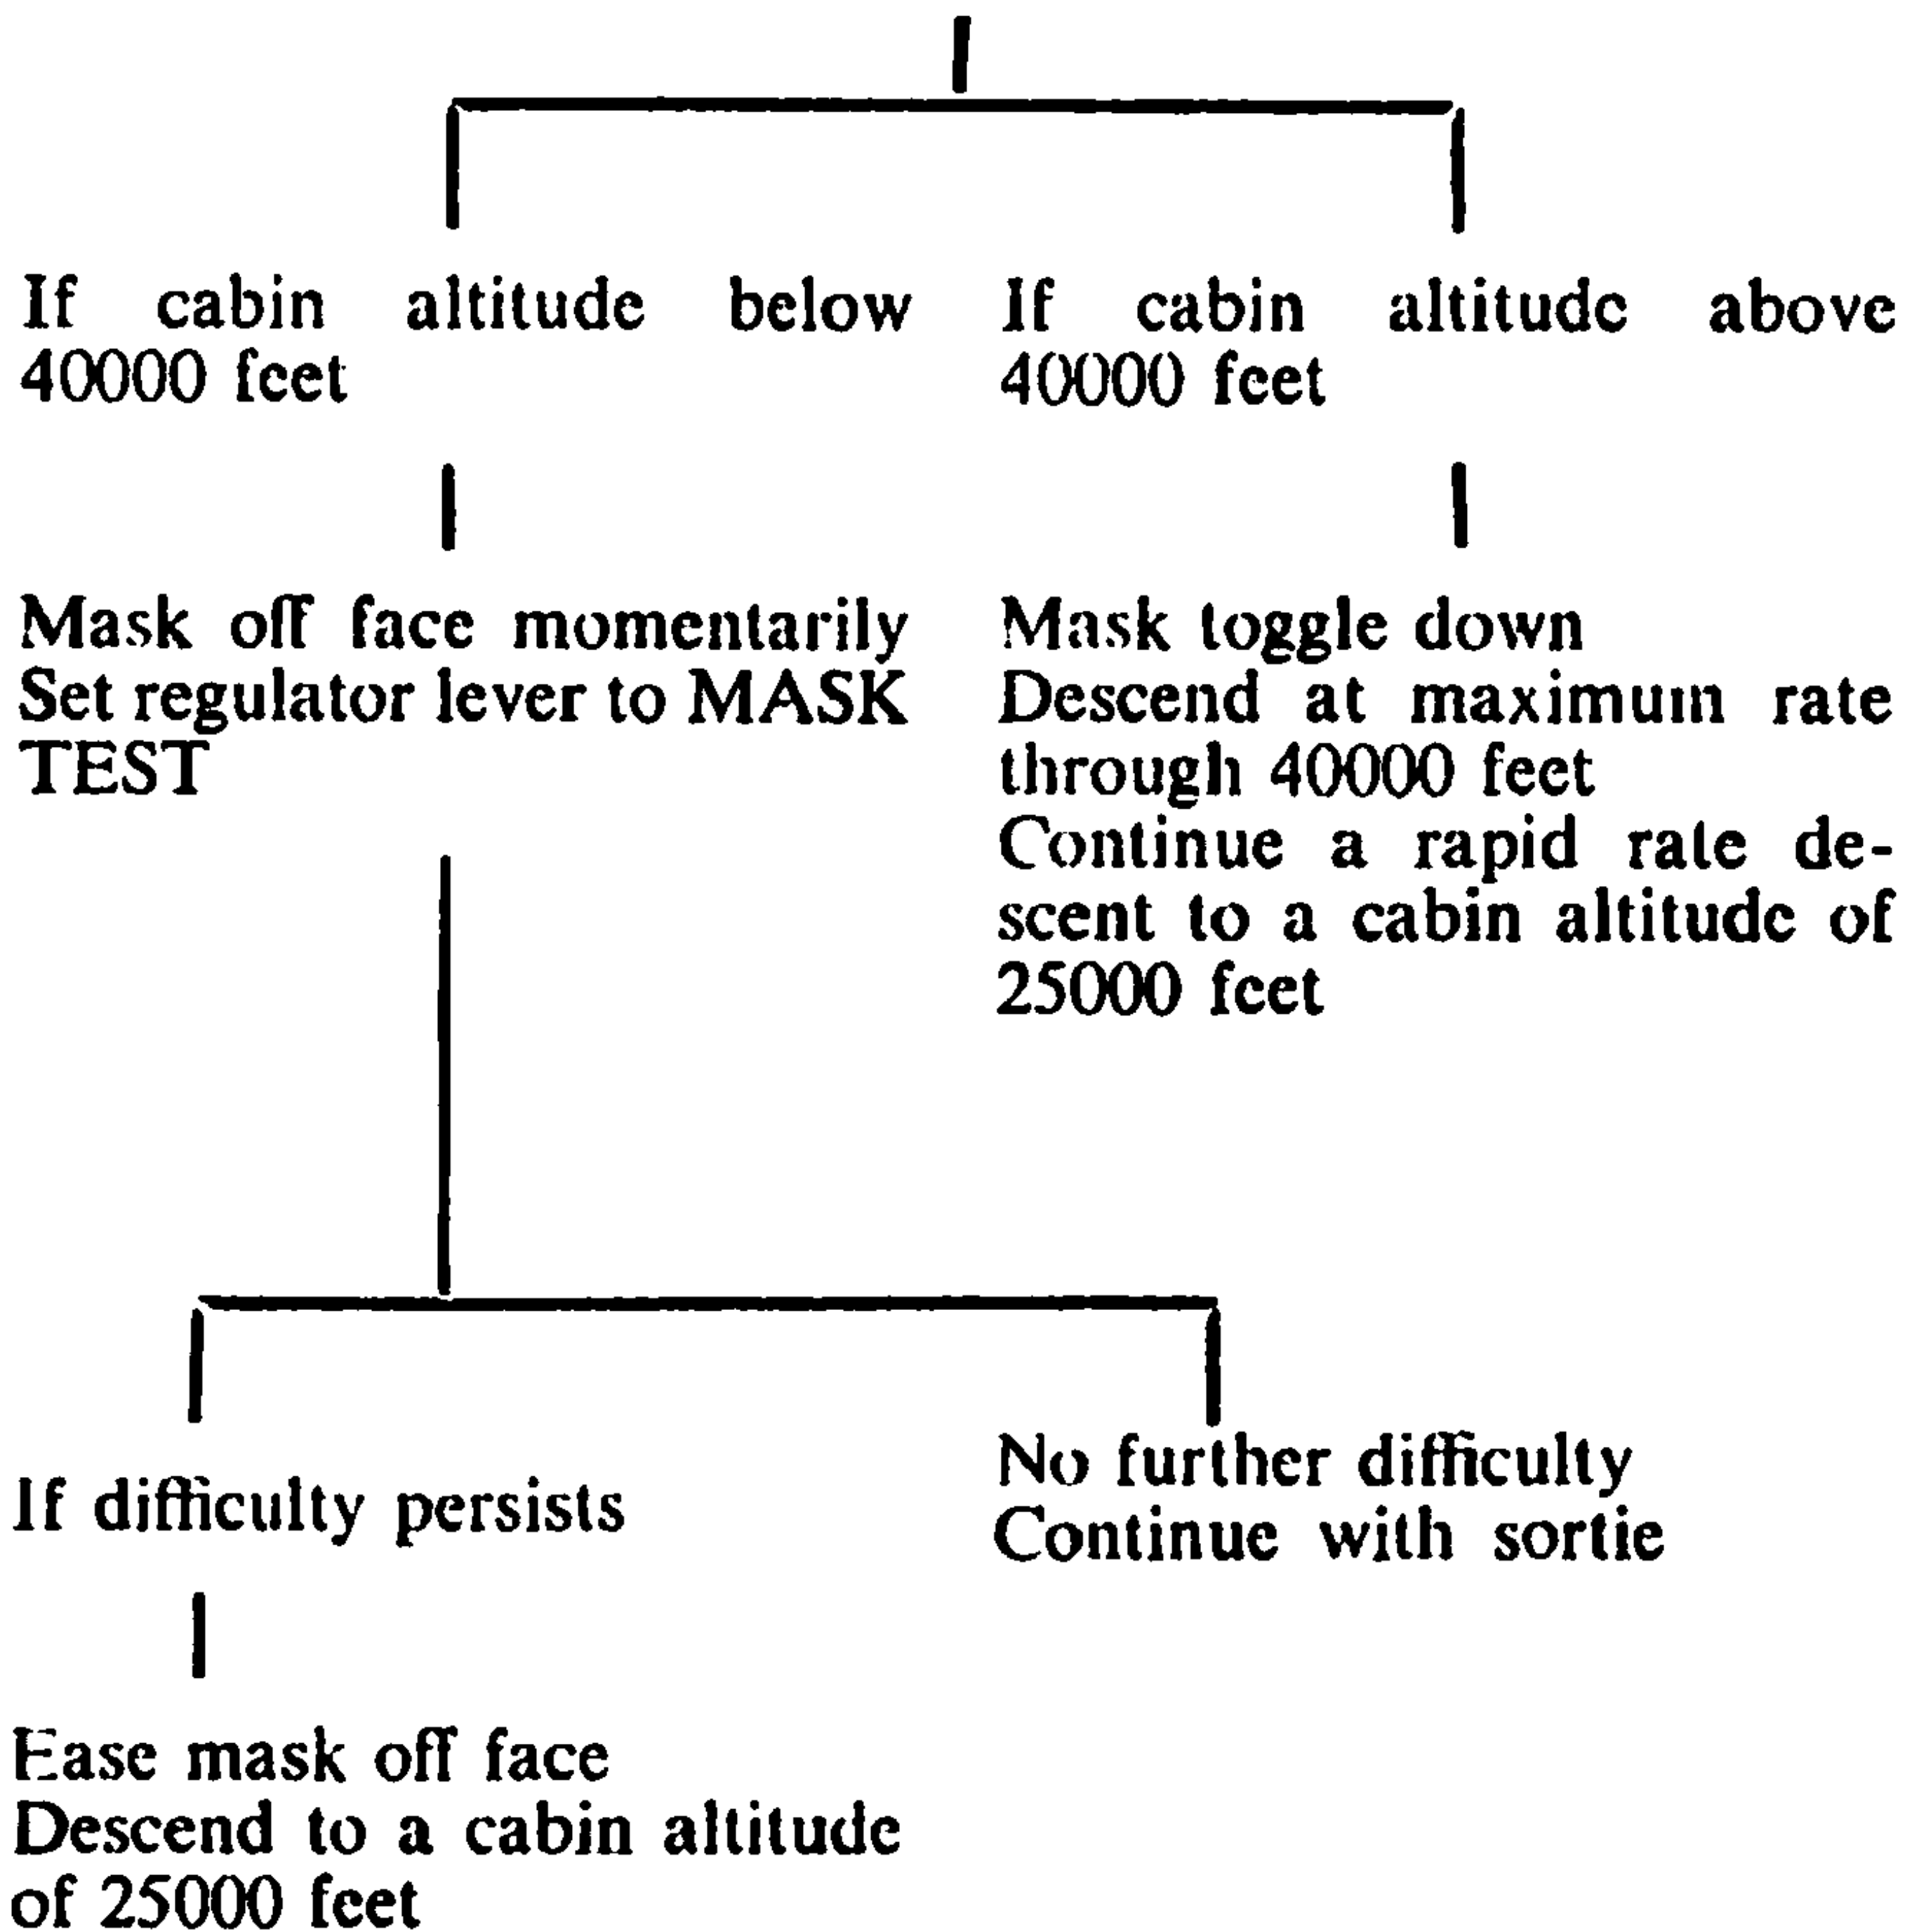 If cabin altitude below
40000 feet
If cabin altitude above
40000 feet
Mask off face momentarily
Set regulator lever to MASK
TEST
Mask toggle down
Descend at maximum rate
through 40000 feet
Continue a rapid rate de-
scent to a cabin altitude of
25000 feet
If difficulty persists
No further difficulty
Continue with sortie
Ease mask off face
Descend to a cabin altitude
of 25000 feet